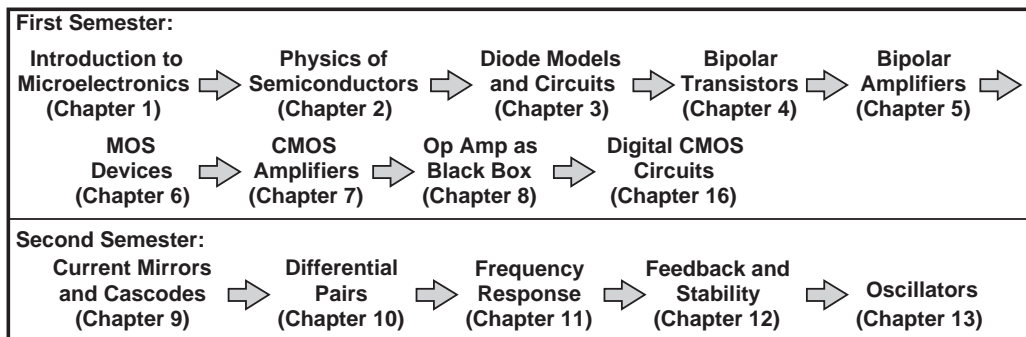 First Semester:
Introduction to Microelectronics (Chapter 1)
Physics of Semiconductors (Chapter 2)
Diode Models and Circuits (Chapter 3)
Bipolar Transistors (Chapter 4)
Bipolar Amplifiers (Chapter 5)
MOS Devices (Chapter 6)
CMOS Amplifiers (Chapter 7)
Op Amp as Black Box (Chapter 8)
Digital CMOS Circuits (Chapter 16)
Second Semester:
Current Mirrors and Cascodes (Chapter 9)
Differential Pairs (Chapter 10)
Frequency Response (Chapter 11)
Feedback and Stability (Chapter 12)
Oscillators (Chapter 13)